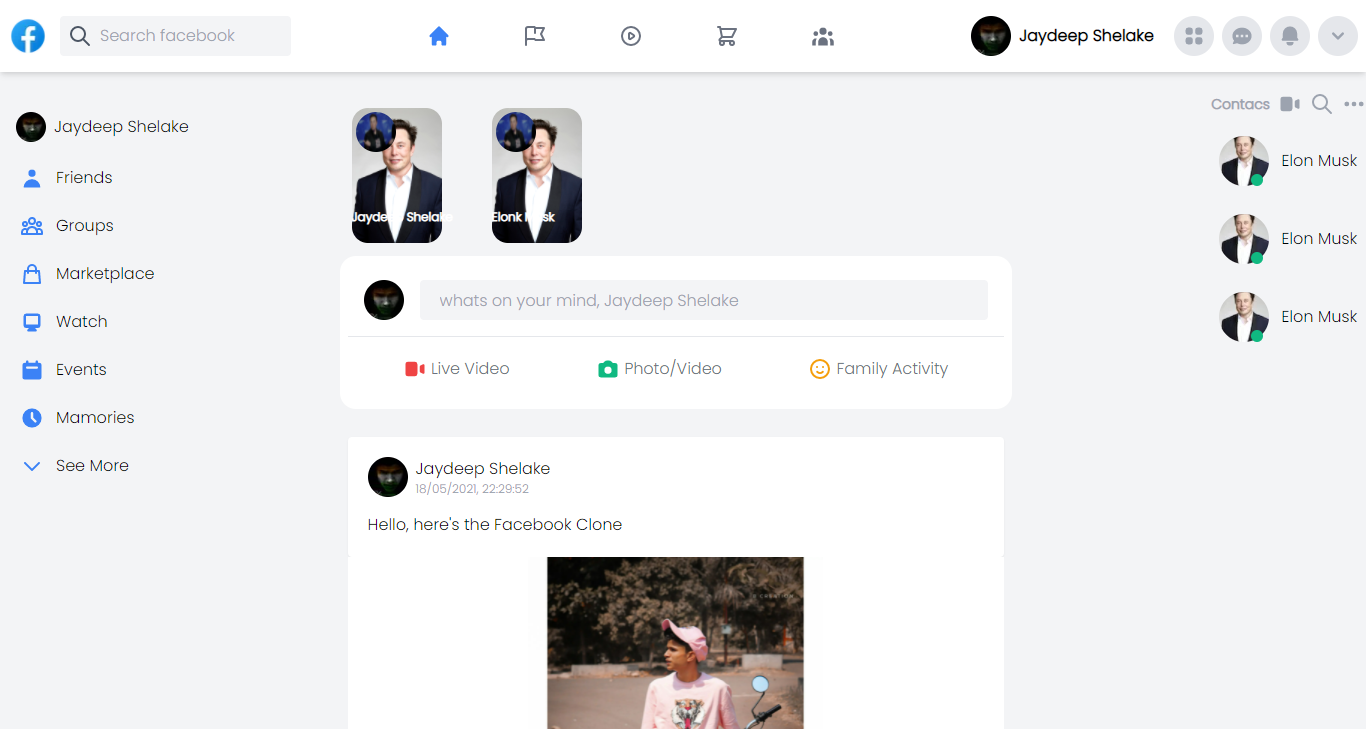 Search facebook
Jaydeep Shelake
Jaydeep Shelake
Friends
Groups
Marketplace
Watch
Events
Mamories
See More
Jaydeep Shelake
Elonk Musk
whats on your mind, Jaydeep Shelake
Live Video
Photo/Video
Family Activity
Jaydeep Shelake
18/05/2021, 22:29:52
Hello, here's the Facebook Clone
Contacs
Elon Musk
Elon Musk
Elon Musk